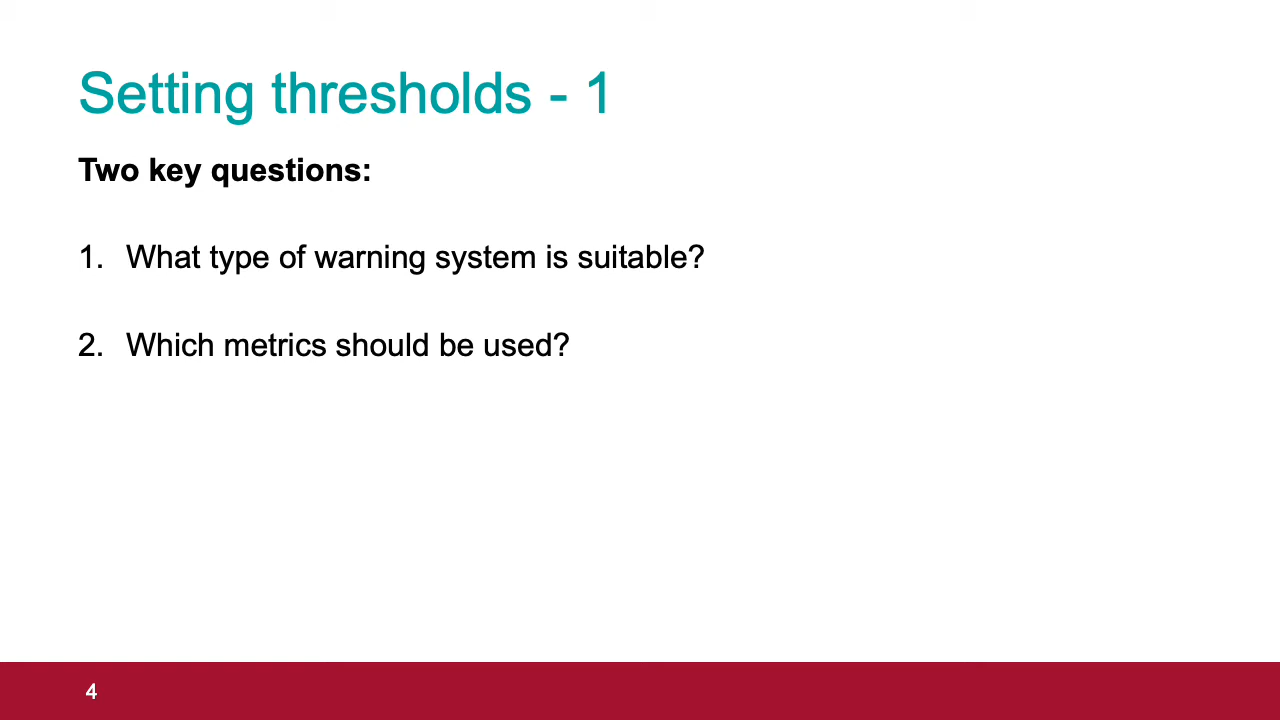 Setting thresholds - 1
Two key questions:
1. What type of warning system is suitable?
2. Which metrics should be used?
4